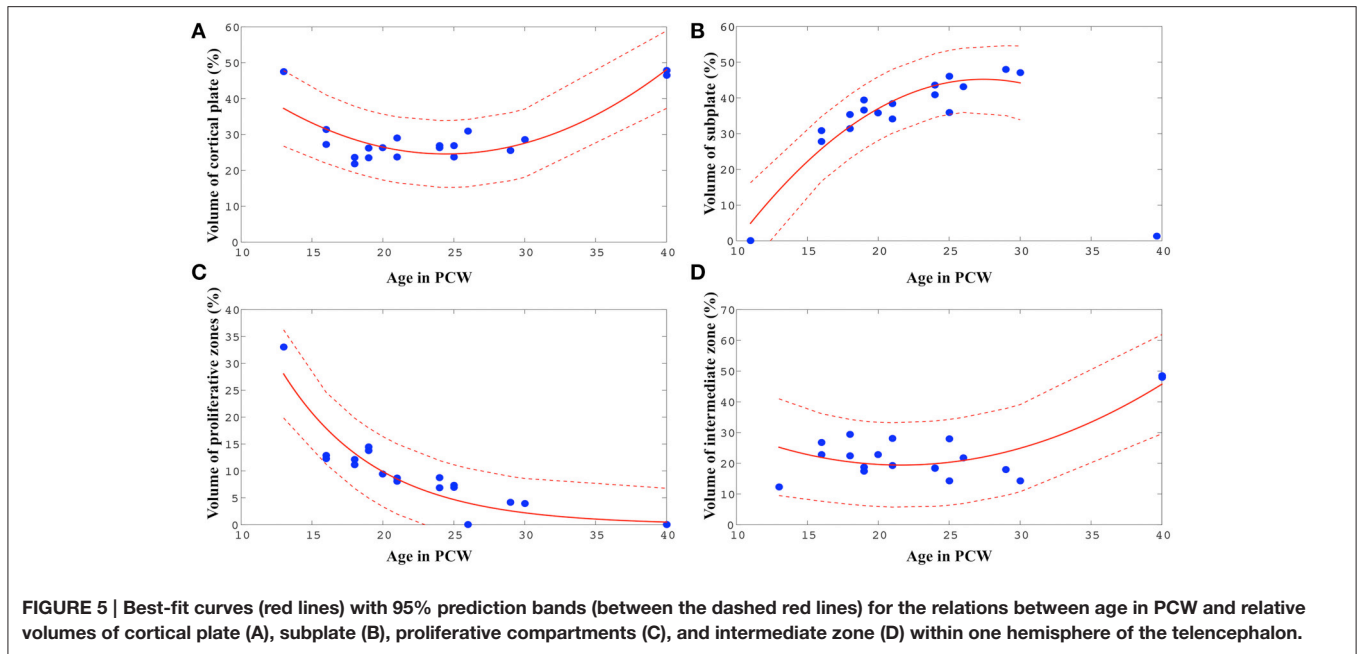 A
Volume of cortical plate (%)
60
50
40
30
20
10
0
10 15 20 25 30 35 40
Age in PCW
B
Volume of subplate (%)
60
50
40
30
20
10
0
10 15 20 25 30 35 40
Age in PCW
C
Volume of proliferative zones (%)
40
35
30
25
20
15
10
5
0
10 15 20 25 30 35 40
Age in PCW
D
Volume of intermediate zone (%)
70
60
50
40
30
20
10
0
10 15 20 25 30 35 40
Age in PCW
FIGURE 5 | Best-fit curves (red lines) with 95% prediction bands (between the dashed red lines) for the relations between age in PCW and relative
volumes of cortical plate (A), subplate (B), proliferative compartments (C), and intermediate zone (D) within one hemisphere of the telencephalon.